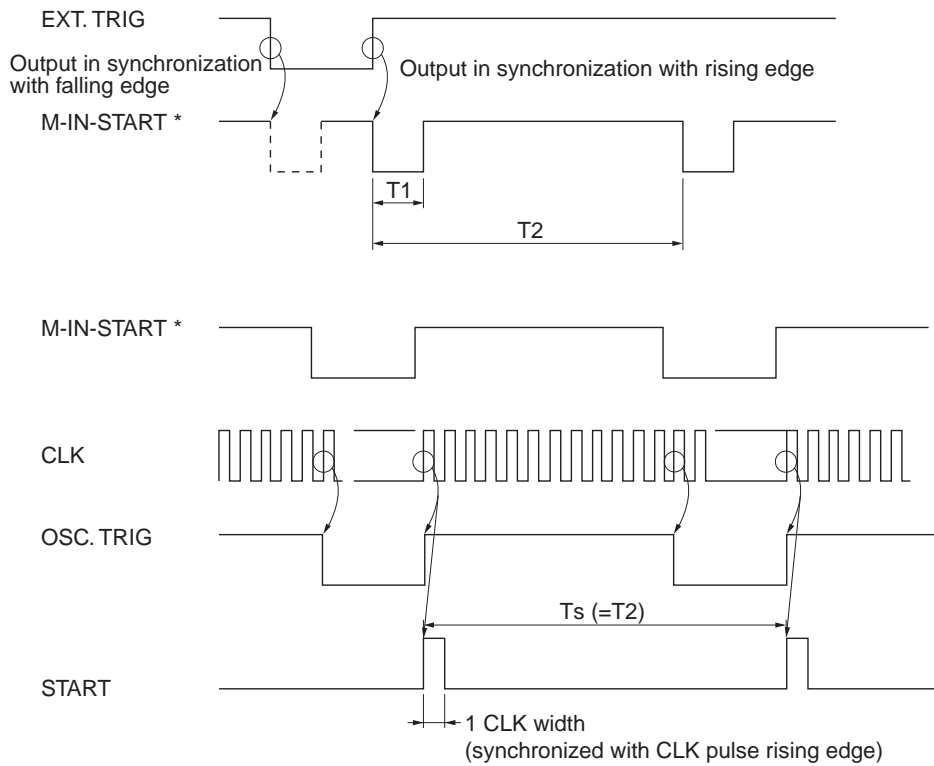 EXT. TRIG
Output in synchronization
with falling edge
Output in synchronization with rising edge
M-IN-START *
T1
T2
M-IN-START *
CLK
OSC. TRIG
Ts (=T2)
START
1 CLK width
(synchronized with CLK pulse rising edge)